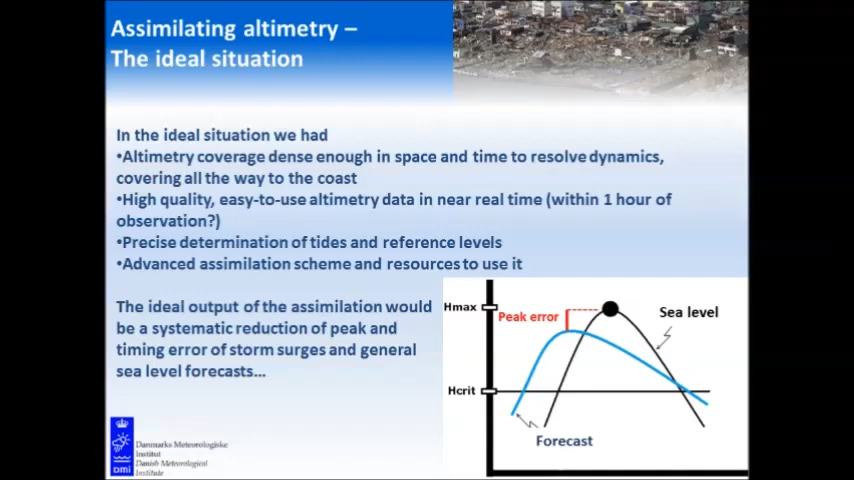 Assimilating altimetry –
The ideal situation
In the ideal situation we had
•Altimetry coverage dense enough in space and time to resolve dynamics,
covering all the way to the coast
•High quality, easy-to-use altimetry data in near real time (within 1 hour of
observation?)
•Precise determination of tides and reference levels
•Advanced assimilation scheme and resources to use it
The ideal output of the assimilation would
be a systematic reduction of peak and
timing error of storm surges and general
sea level forecasts…
Hmax
Peak error
Sea level
Hcrit
Forecast
Danmarks Meteorologiske
Institut
Danish Meteorological
Institute
DMI